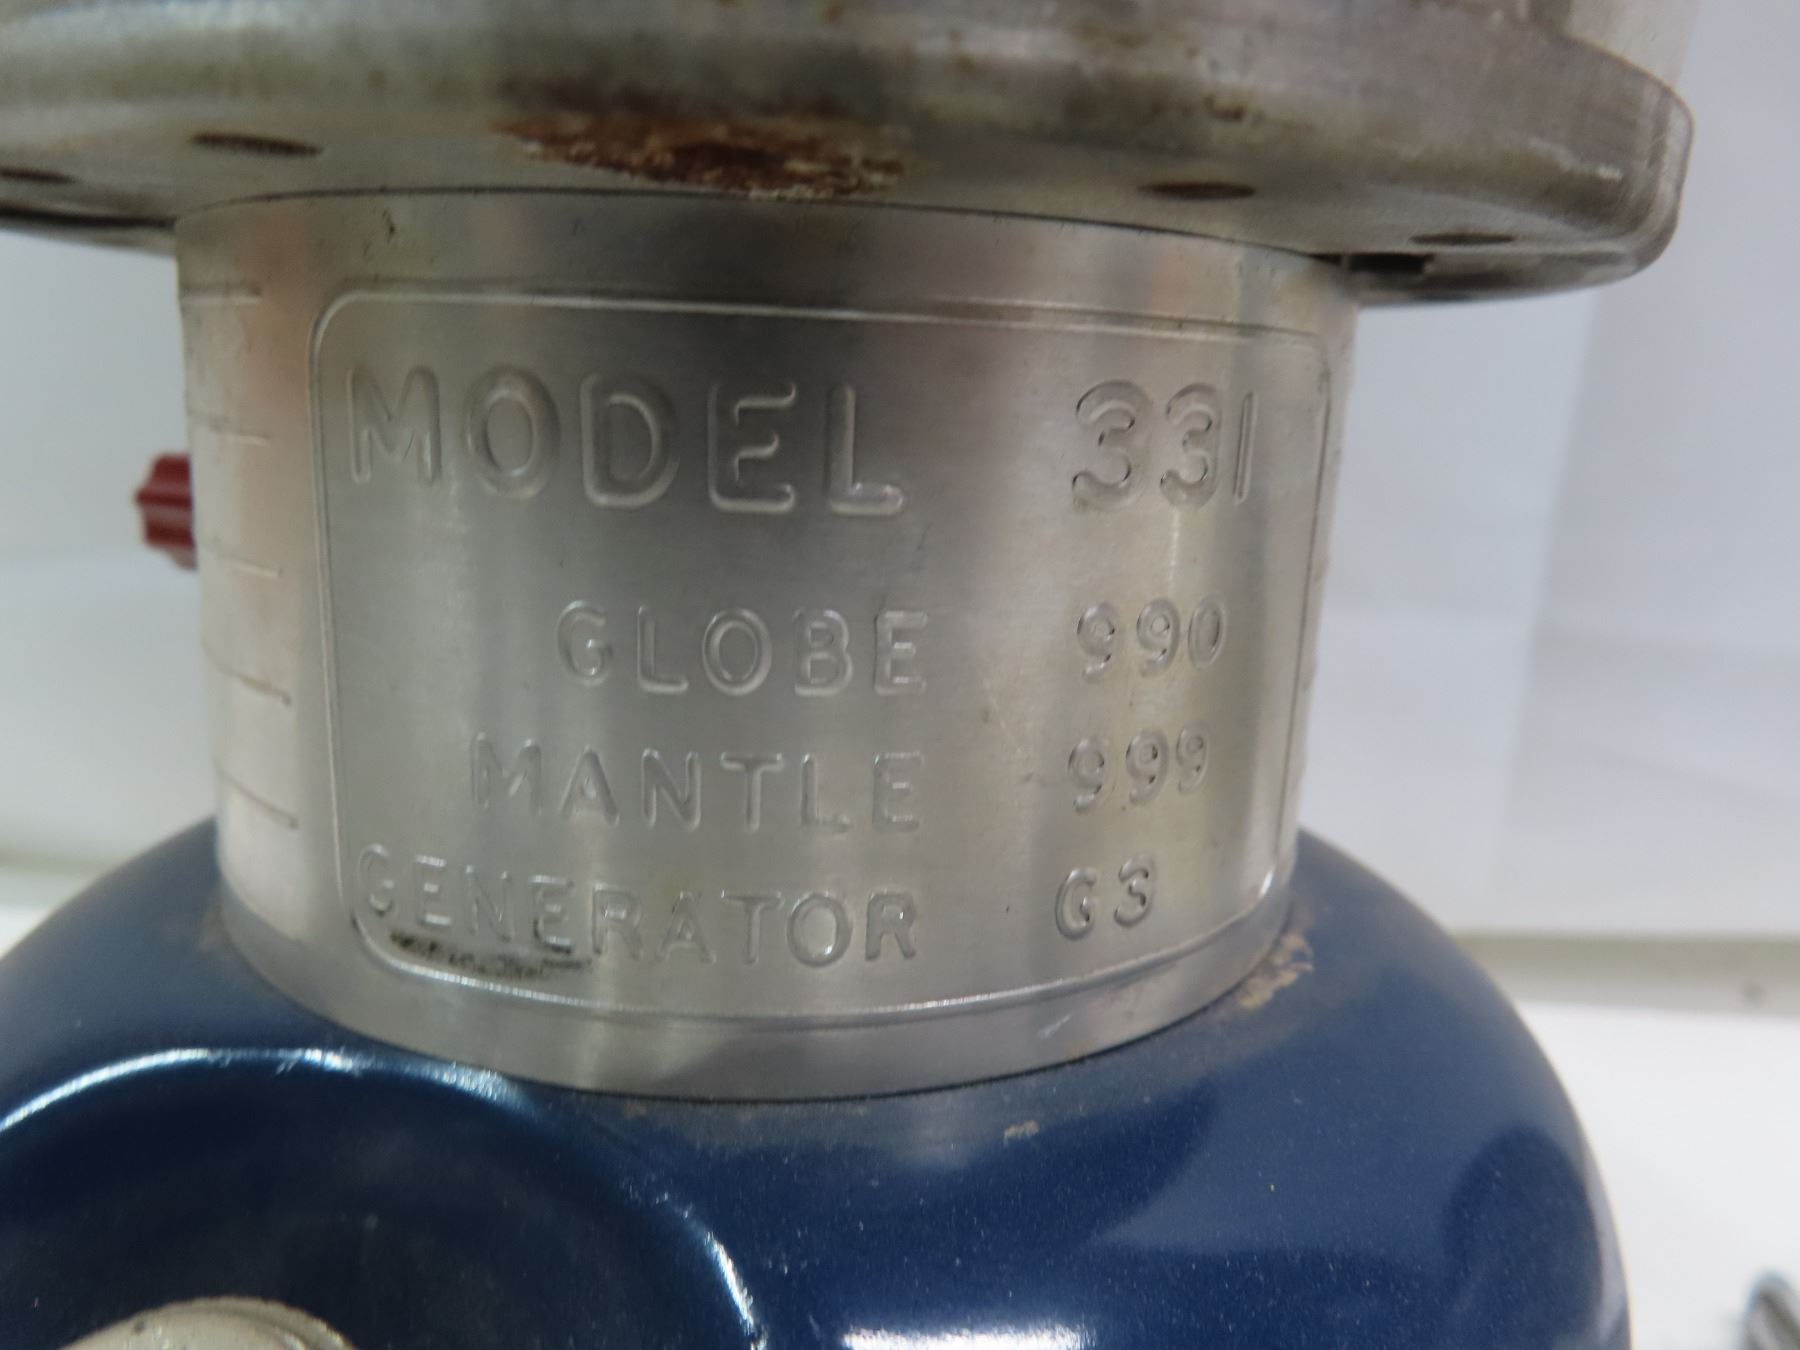 MODEL 331
GLOBE 990
MANTLE 999
GENERATOR G3